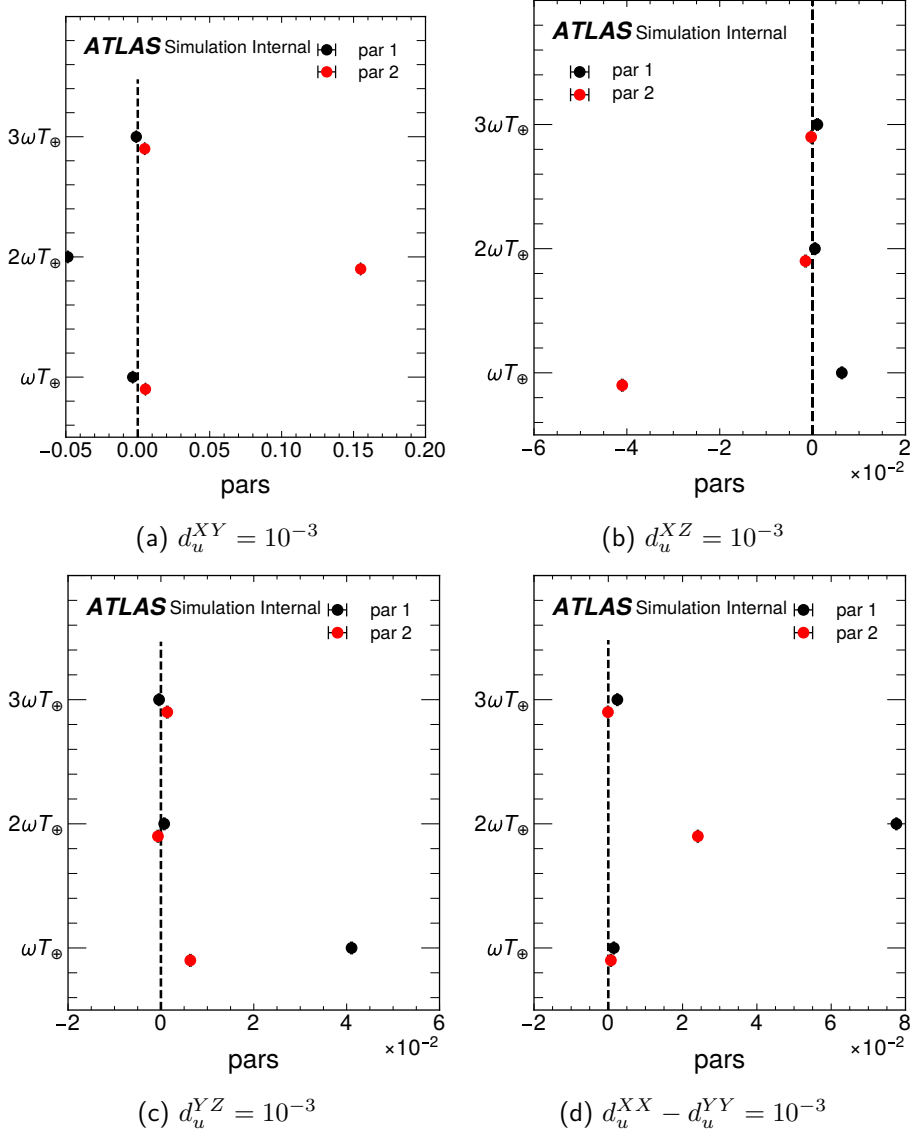 ATLAS Simulation Internal
par 1
par 2
3ωT⊕
2ωT⊕
ωT⊕
−0.05 0.00 0.05 0.10 0.15 0.20
pars
(a) d_u^{XY} = 10^{−3}
ATLAS Simulation Internal
par 1
par 2
3ωT⊕
2ωT⊕
ωT⊕
−6 −4 −2 0 2
×10^{−2}
pars
(b) d_u^{XZ} = 10^{−3}
ATLAS Simulation Internal
par 1
par 2
3ωT⊕
2ωT⊕
ωT⊕
−2 0 2 4 6
×10^{−2}
pars
(c) d_u^{YZ} = 10^{−3}
ATLAS Simulation Internal
par 1
par 2
3ωT⊕
2ωT⊕
ωT⊕
−2 0 2 4 6 8
×10^{−2}
pars
(d) d_u^{XX} − d_u^{YY} = 10^{−3}